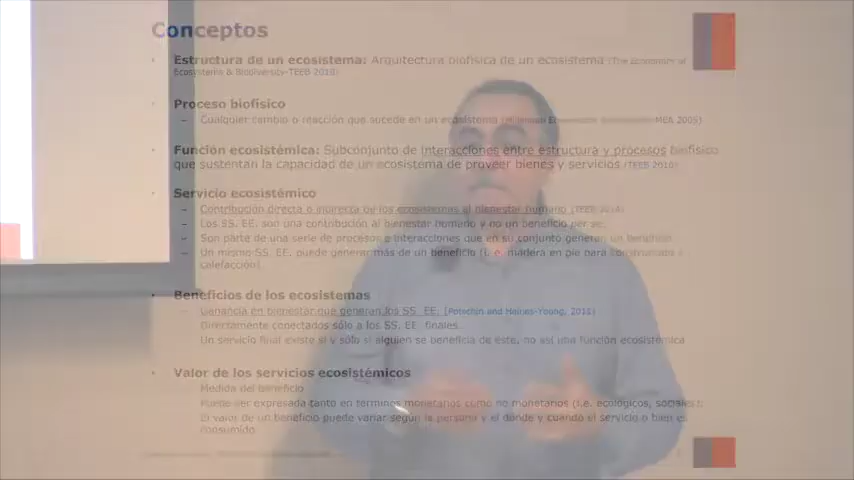 Conceptos
Estructura de un ecosistema: Arquitectura biofísica de un ecosistema (The Economics of
Ecosystems & Biodiversity-TEEB 2010)
Proceso biofísico
– Cualquier cambio o reacción que sucede en un ecosistema (Millenium Ecosystem MEA 2005)
Función ecosistémica: Subconjunto de interacciones entre estructura y procesos biofísico
que sustentan la capacidad de un ecosistema de proveer bienes y servicios (TEEB 2010)
Servicio ecosistémico
– Contribución directa o indirecta de los ecosistemas al bienestar humano (TEEB 2010)
– Los SS. EE. son una contribución al bienestar humano y no un beneficio per se.
– Son parte de una serie de procesos e interacciones que en su conjunto generan un beneficio
– Un mismo SS. EE. puede generar más de un beneficio (i. e. madera en pie para construcción
calefacción)
Beneficios de los ecosistemas
– Ganancia en bienestar que generan los SS. EE. (Potschin and Haines-Young, 2011)
Directamente conectados sólo a los SS. EE. finales.
Un servicio final existe si y sólo si alguien se beneficia de este, no así una función ecosistémica
Valor de los servicios ecosistémicos
Medida del beneficio
Puede ser expresada tanto en términos monetarios como no monetarios (i.e. ecológicos, sociales).
El valor de un beneficio puede variar según la persona y el dónde y cuándo el servicio o bien es
consumido